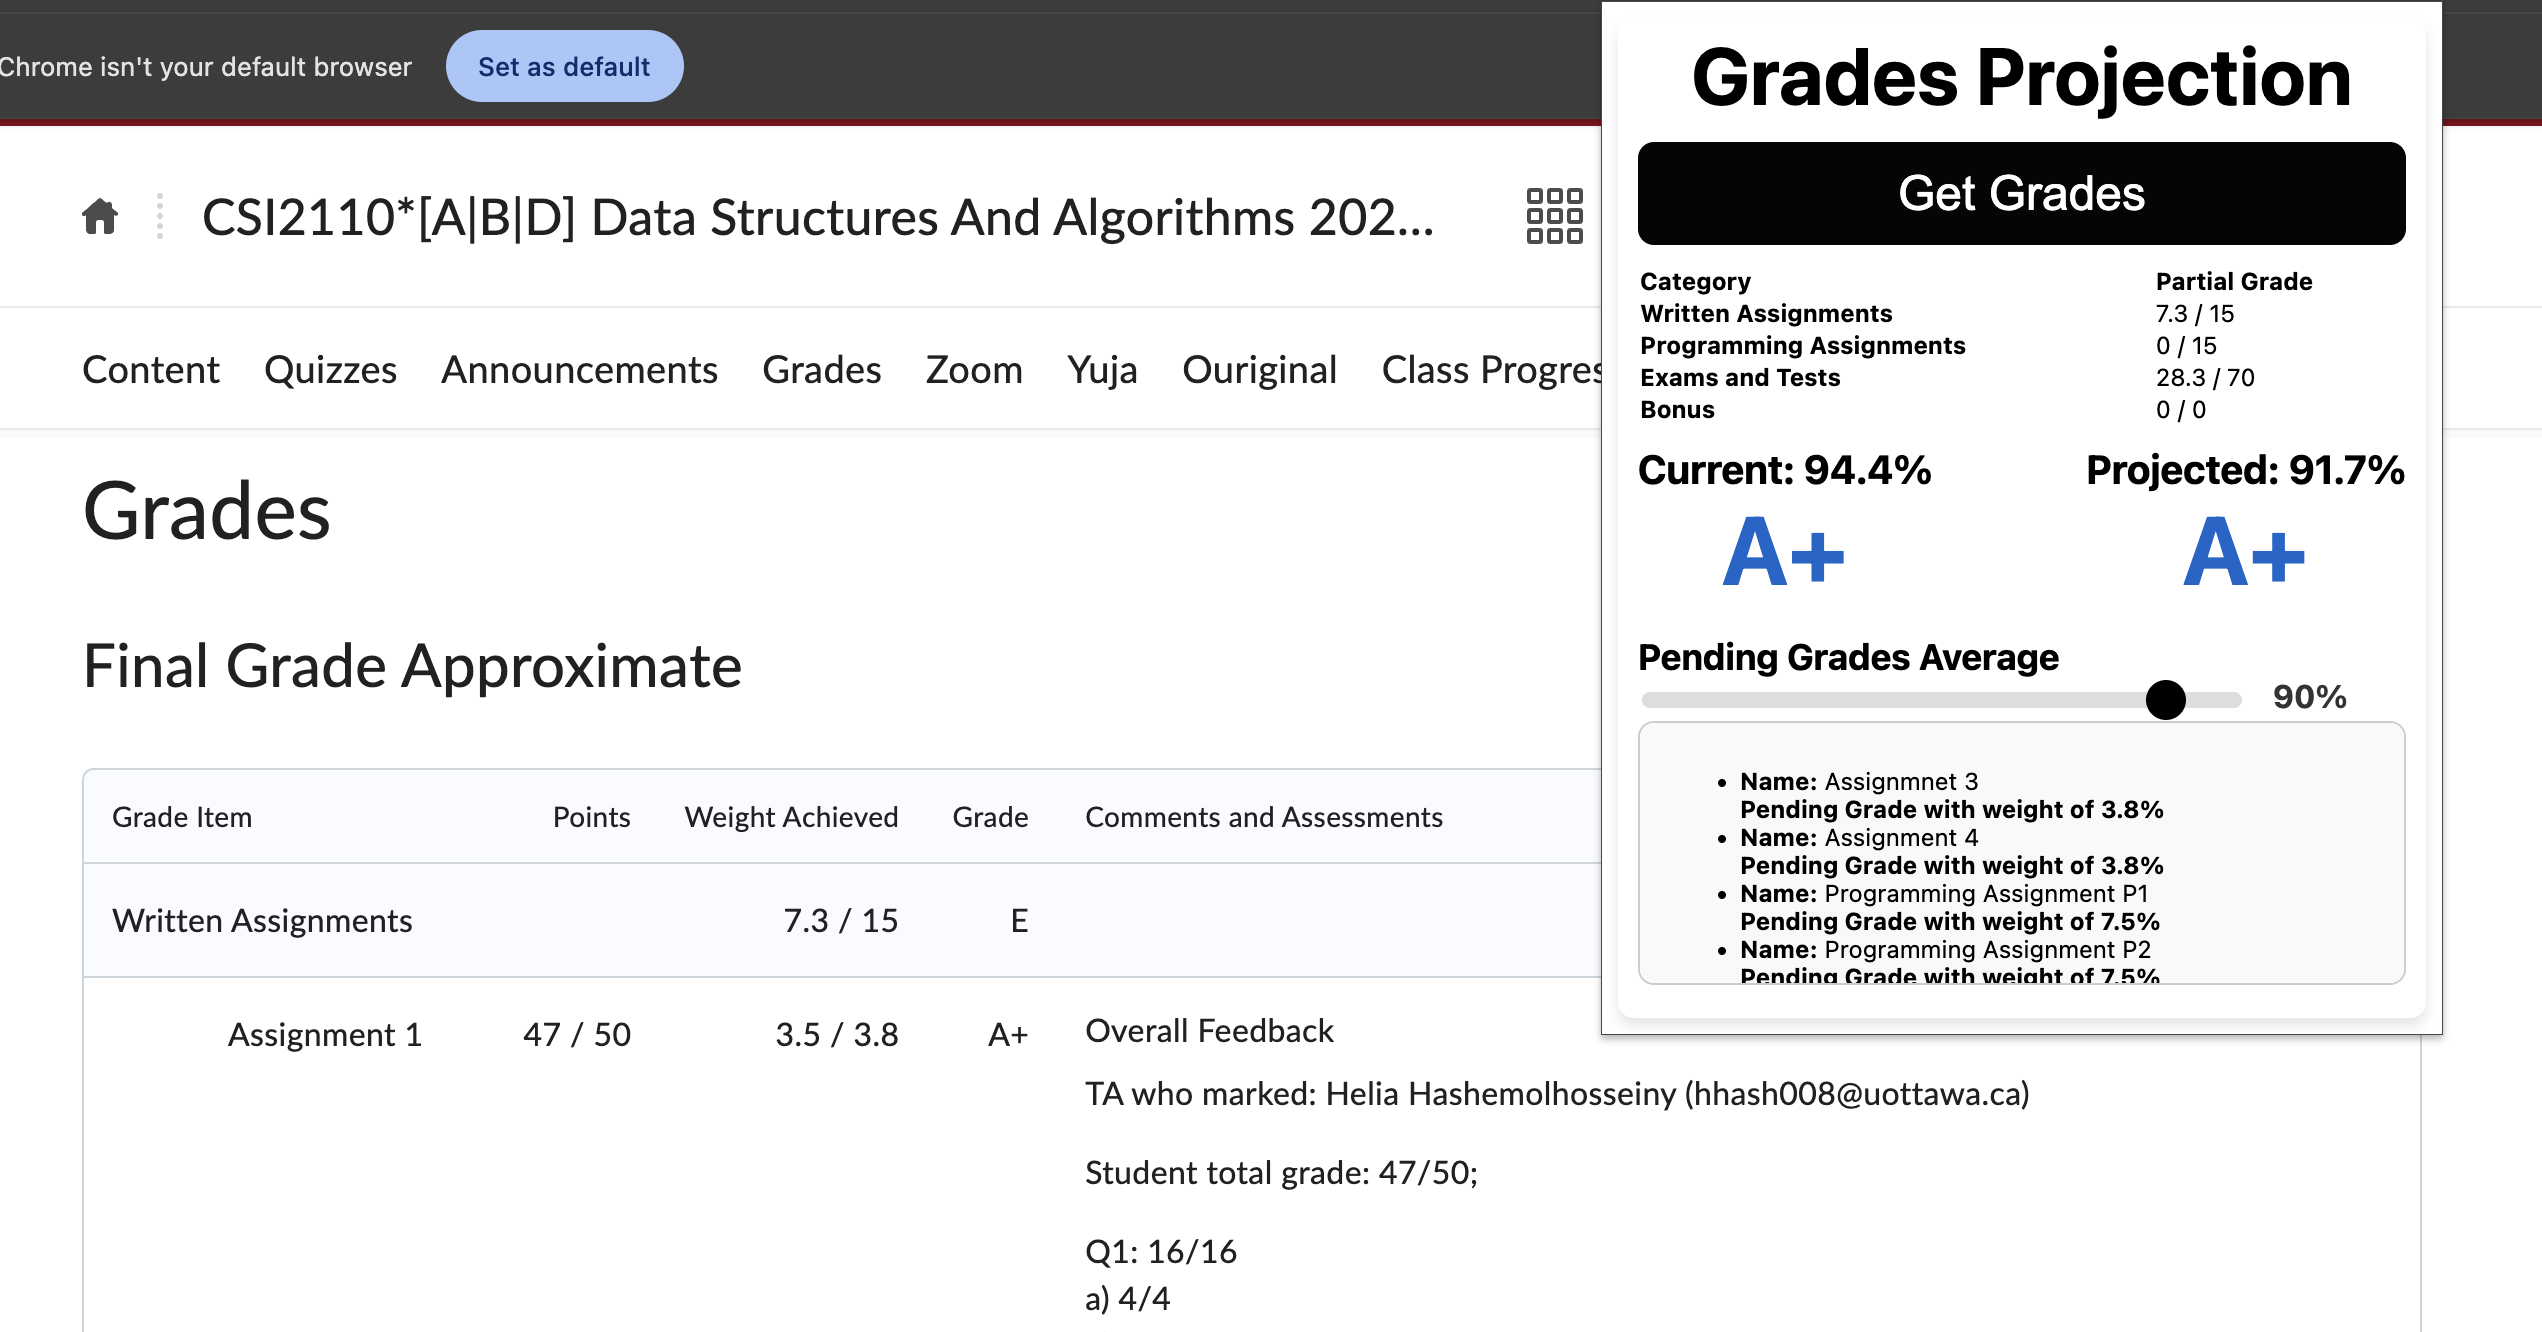 Chrome isn't your default browser
Set as default
CSI2110*[A|B|D] Data Structures And Algorithms 202...
Content Quizzes Announcements Grades Zoom Yuja Ouriginal Class Progres
Grades
Final Grade Approximate
Grade Item Points Weight Achieved Grade Comments and Assessments
Written Assignments 7.3 / 15 E
Assignment 1 47 / 50 3.5 / 3.8 A+ Overall Feedback
TA who marked: Helia Hashemolhosseiny (hhash008@uottawa.ca)
Student total grade: 47/50;
Q1: 16/16
a) 4/4
Grades Projection
Get Grades
Category Partial Grade
Written Assignments 7.3 / 15
Programming Assignments 0 / 15
Exams and Tests 28.3 / 70
Bonus 0 / 0
Current: 94.4% Projected: 91.7%
A+ A+
Pending Grades Average
90%
• Name: Assignmnet 3
Pending Grade with weight of 3.8%
• Name: Assignment 4
Pending Grade with weight of 3.8%
• Name: Programming Assignment P1
Pending Grade with weight of 7.5%
• Name: Programming Assignment P2
Pending Grade with weight of 7.5%